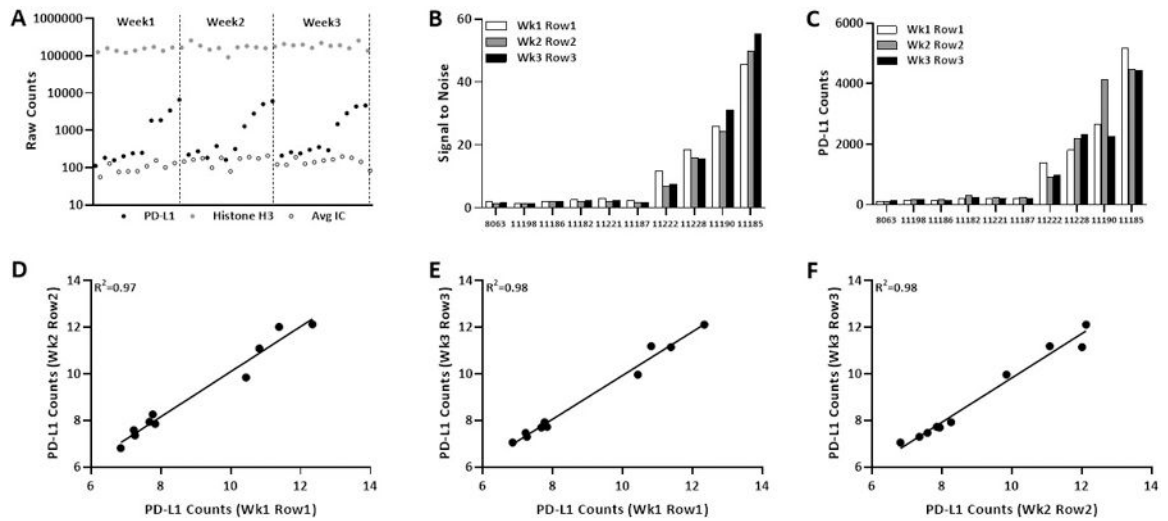 A
Week1 Week2 Week3
Raw Counts
1000000
100000
10000
1000
100
10
PD-L1 Histone H3 Avg IC
B
Wk1 Row1
Wk2 Row2
Wk3 Row3
Signal to Noise
60
40
20
0
8063 11198 11186 11182 11221 11187 11222 11228 11190 11185
C
Wk1 Row1
Wk2 Row2
Wk3 Row3
PD-L1 Counts
6000
4000
2000
0
8063 11198 11186 11182 11221 11187 11222 11228 11190 11185
D
R²=0.97
PD-L1 Counts (Wk2 Row2)
14
12
10
8
6
6 8 10 12 14
PD-L1 Counts (Wk1 Row1)
E
R²=0.98
PD-L1 Counts (Wk3 Row3)
14
12
10
8
6
6 8 10 12 14
PD-L1 Counts (Wk1 Row1)
F
R²=0.98
PD-L1 Counts (Wk3 Row3)
14
12
10
8
6
6 8 10 12 14
PD-L1 Counts (Wk2 Row2)